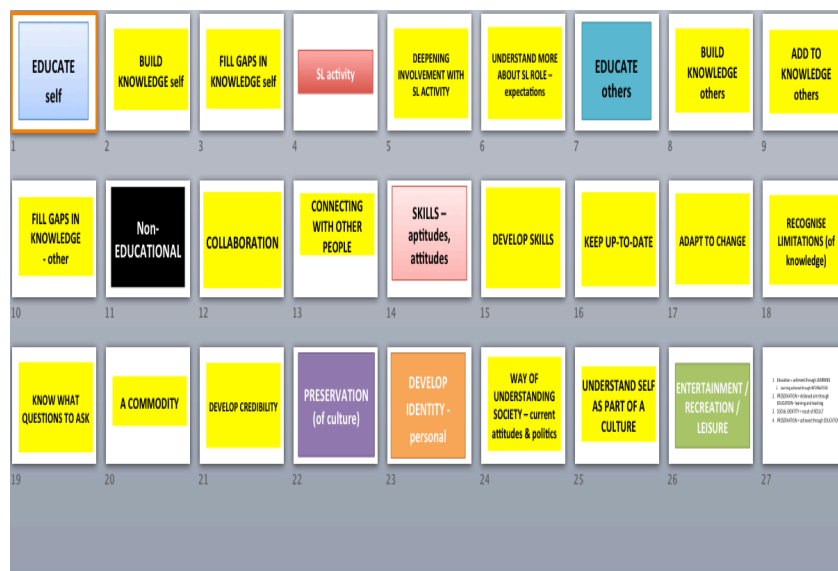 EDUCATE
self
BUILD
KNOWLEDGE self
FILL GAPS IN
KNOWLEDGE self
SL activity
DEEPENING
INVOLVEMENT WITH
SL ACTIVITY
UNDERSTAND MORE
ABOUT SL ROLE –
expectations
EDUCATE
others
BUILD
KNOWLEDGE
others
ADD TO
KNOWLEDGE
others
1
2
3
4
5
6
7
8
9
FILL GAPS IN
KNOWLEDGE
- other
Non-
EDUCATIONAL
COLLABORATION
CONNECTING
WITH OTHER
PEOPLE
SKILLS –
aptitudes,
attitudes
DEVELOP SKILLS
KEEP UP-TO-DATE
ADAPT TO CHANGE
RECOGNISE
LIMITATIONS (of
knowledge)
10
11
12
13
14
15
16
17
18
KNOW WHAT
QUESTIONS TO ASK
A COMMODITY
DEVELOP CREDIBILITY
PRESERVATION
(of culture)
DEVELOP
IDENTITY -
personal
WAY OF
UNDERSTANDING
SOCIETY – current
attitudes & politics
UNDERSTAND SELF
AS PART OF A
CULTURE
ENTERTAINMENT /
RECREATION /
LEISURE
19
20
21
22
23
24
25
26
27